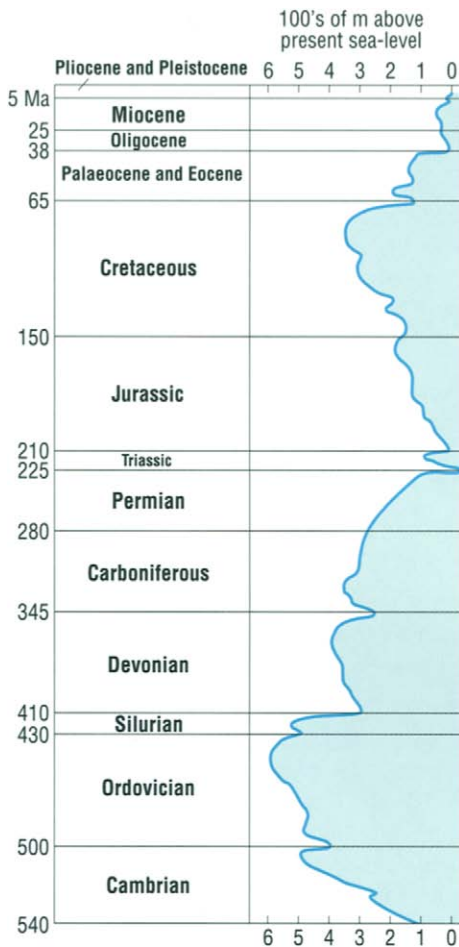 100's of m above
present sea-level
Pliocene and Pleistocene 6 5 4 3 2 1 0
5 Ma
Miocene
25
Oligocene
38
Palaeocene and Eocene
65
Cretaceous
150
Jurassic
210
Triassic
225
Permian
280
Carboniferous
345
Devonian
410
Silurian
430
Ordovician
500
Cambrian
540
6 5 4 3 2 1 0